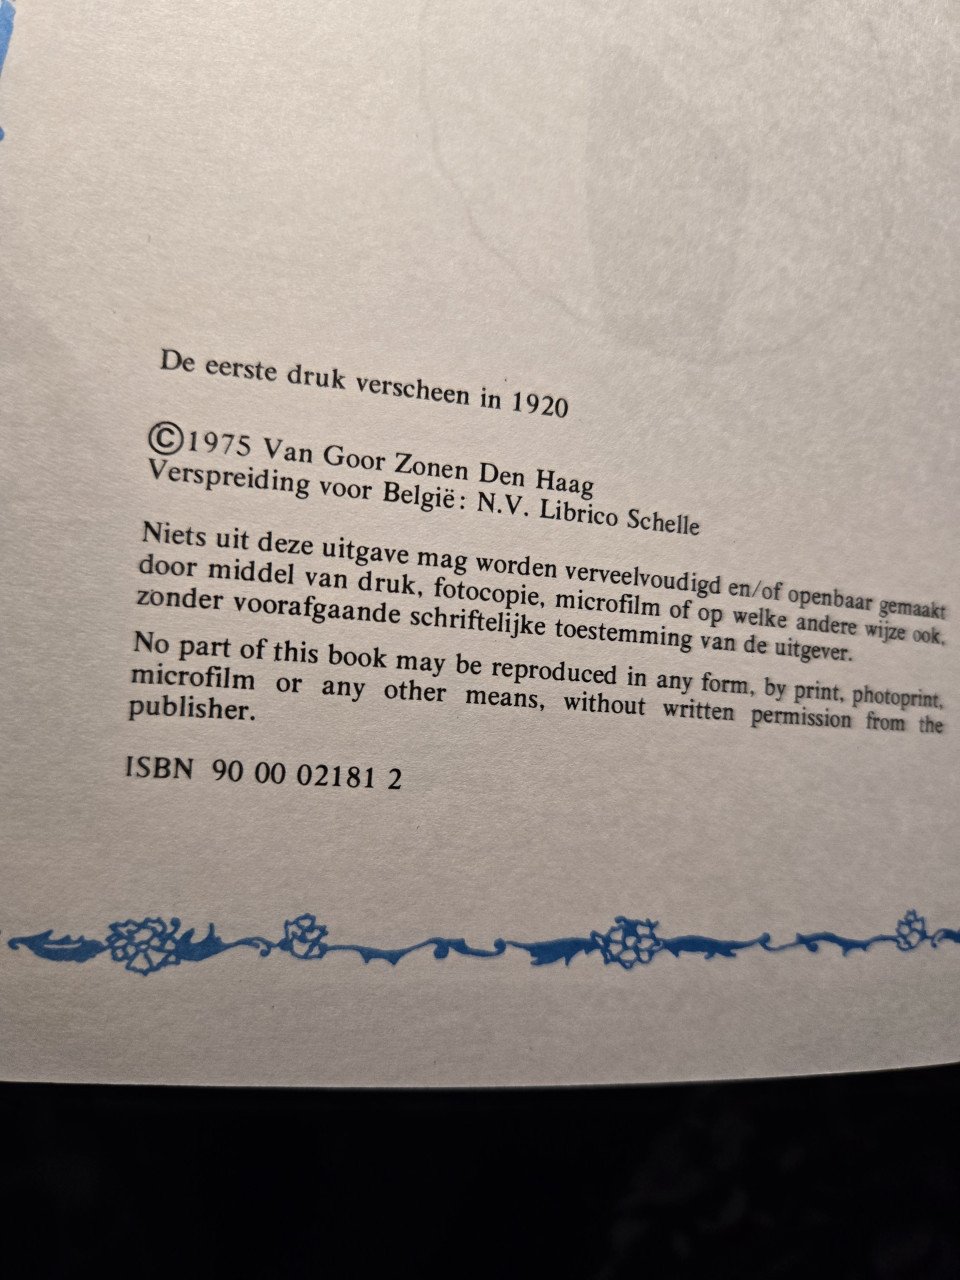 De eerste druk verscheen in 1920
©1975 Van Goor Zonen Den Haag
Verspreiding voor België: N.V. Librico Schelle
Niets uit deze uitgave mag worden verveelvoudigd en/of openbaar gemaakt
door middel van druk, fotocopie, microfilm of op welke andere wijze ook,
zonder voorafgaande schriftelijke toestemming van de uitgever.
No part of this book may be reproduced in any form, by print, photoprint,
microfilm or any other means, without written permission from the
publisher.
ISBN 90 00 02181 2